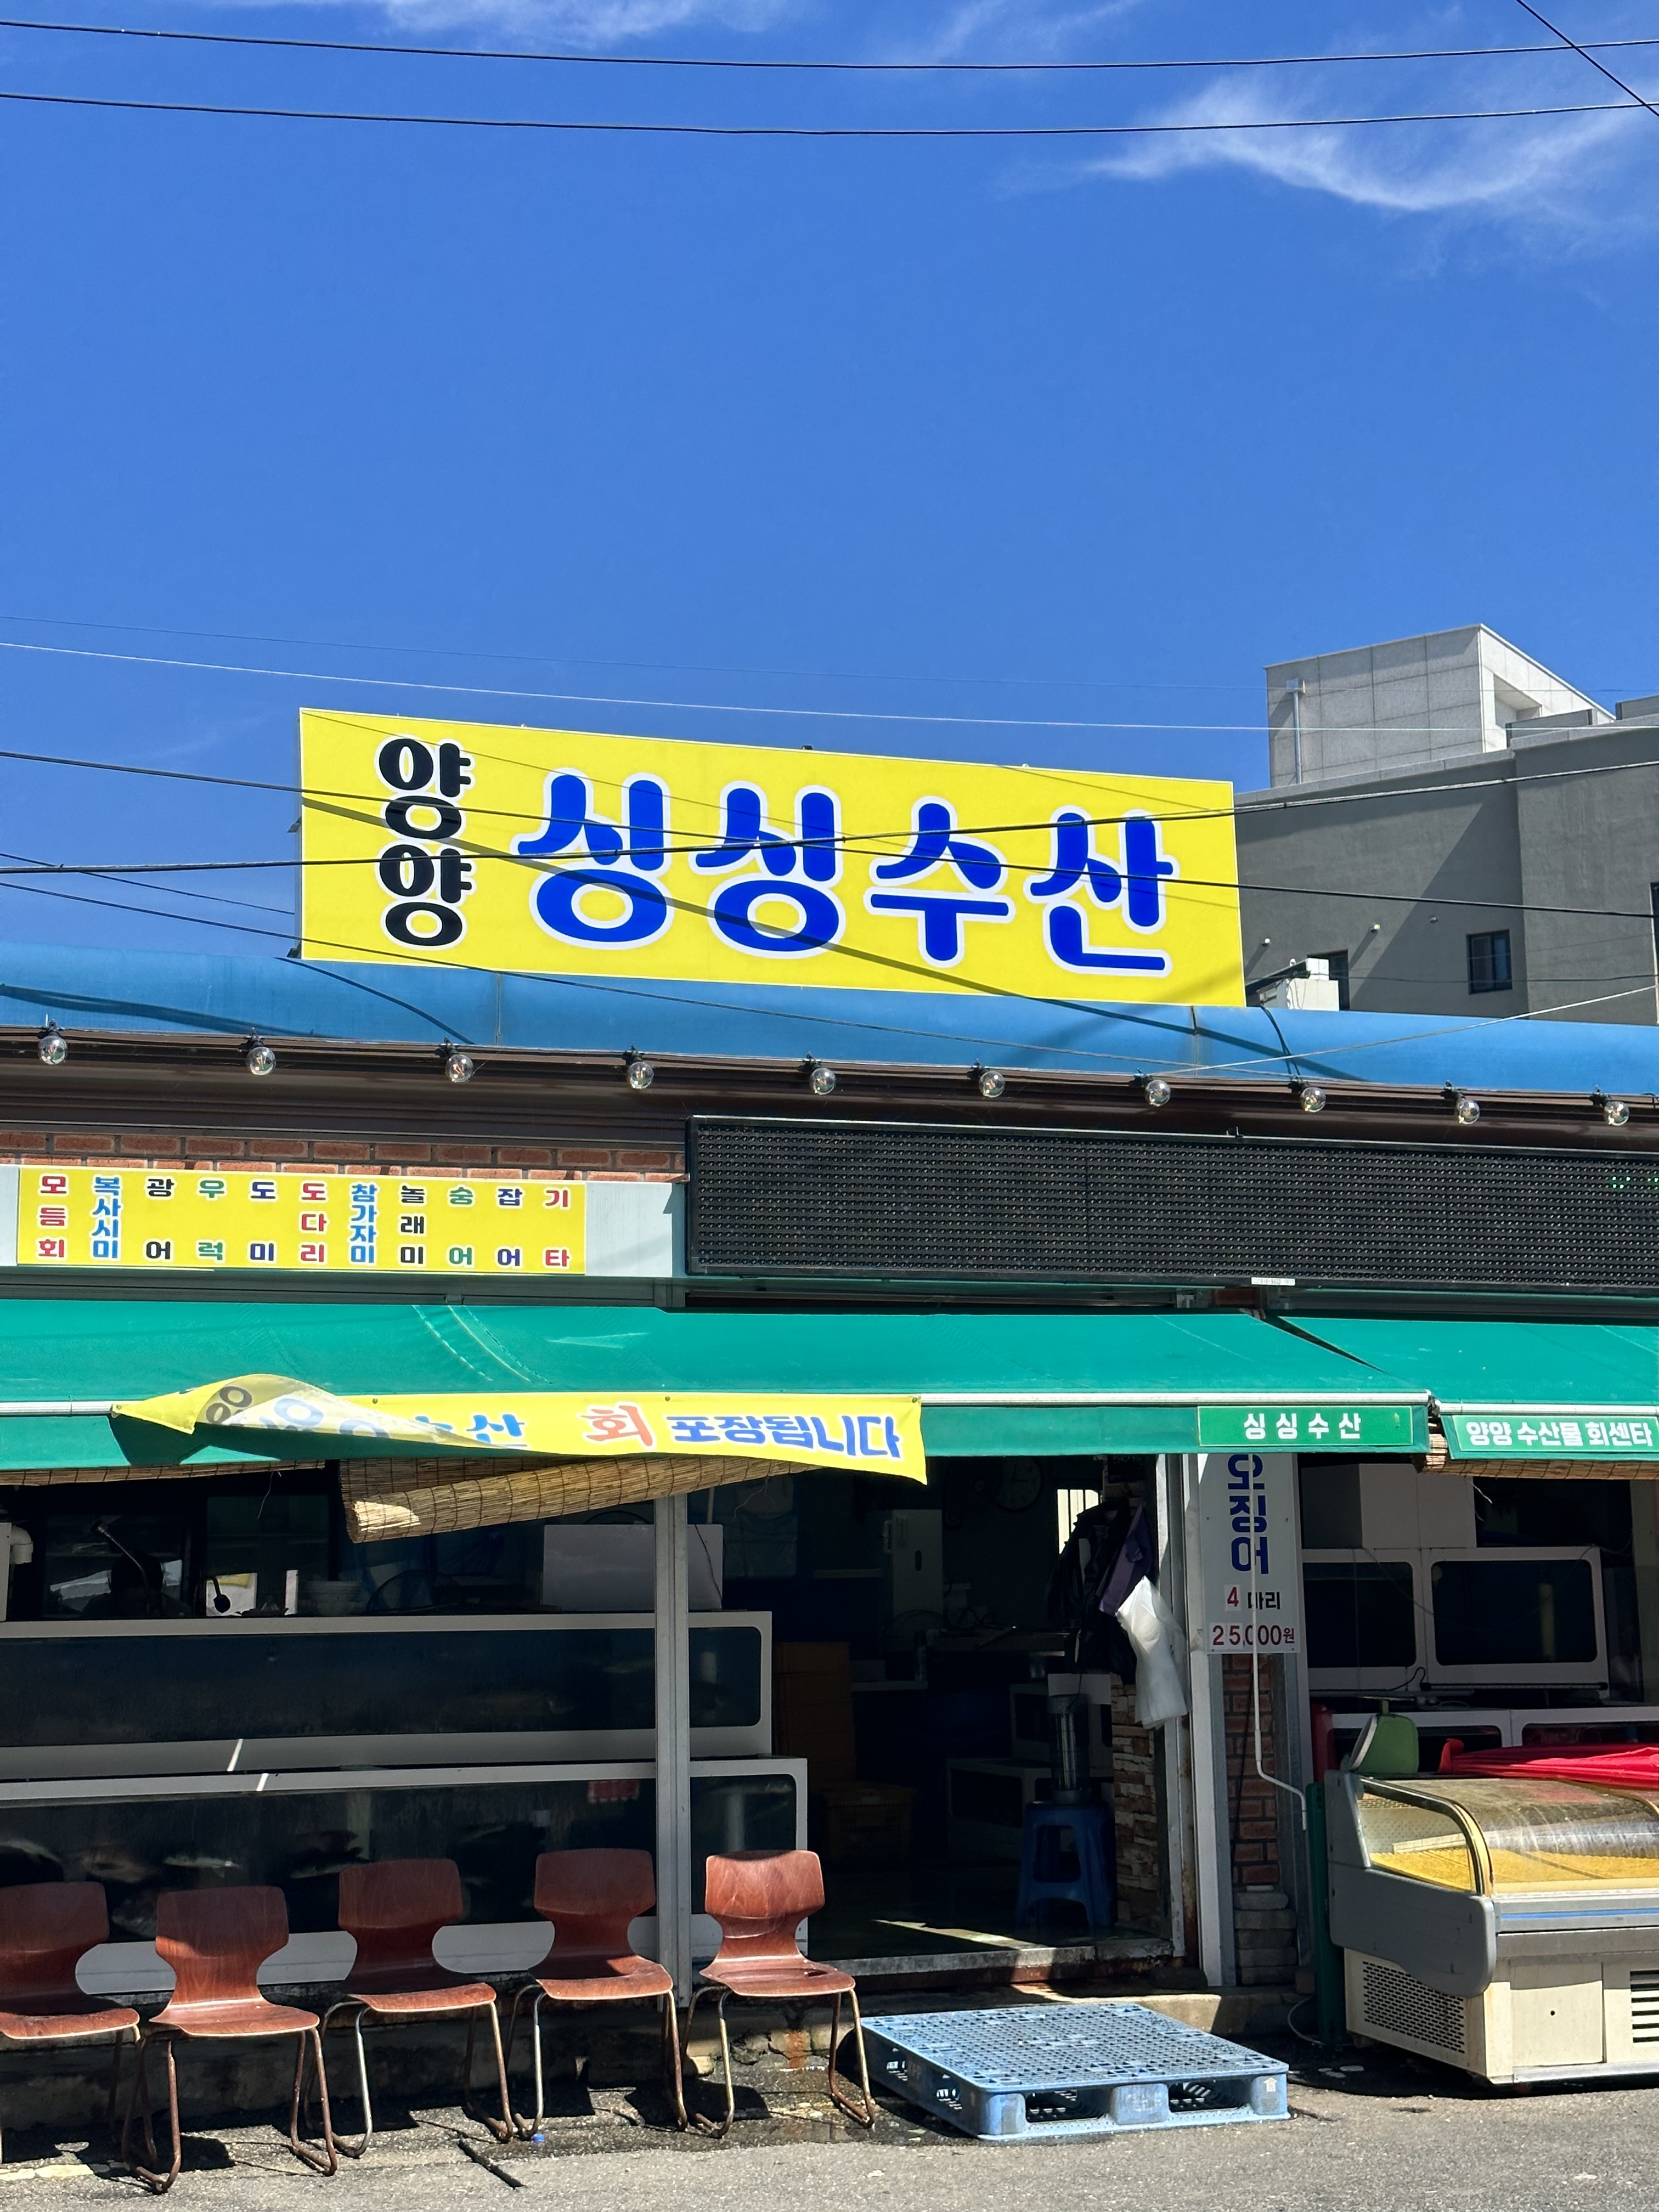 양양 싱싱수산
모듬회 복사시미 광어 우럭 도미 도다리 참가자미 놀래미 숭어 잡어 기타
수산 회 포장됩니다
싱싱수산
양양 수산물 회센타
오징어
4 마리
25,000원